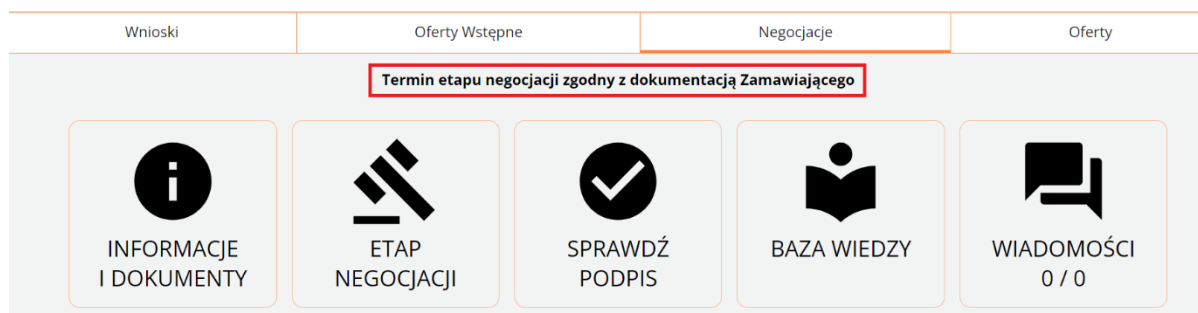 Wnioski
Oferty Wstępne
Negocjacje
Oferty
Termin etapu negocjacji zgodny z dokumentacją Zamawiającego
INFORMACJE
I DOKUMENTY
ETAP
NEGOCJACJI
SPRAWDŹ
PODPIS
BAZA WIEDZY
WIADOMOŚCI
0 / 0